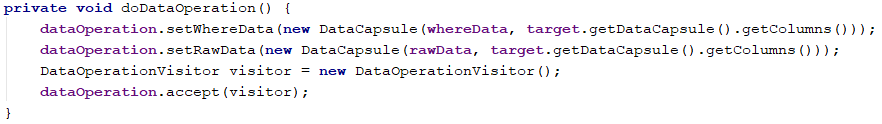 private void doDataOperation() {
    dataOperation.setWhereData(new DataCapsule(whereData, target.getDataCapsule().getColumns()));
    dataOperation.setRawData(new DataCapsule(rawData, target.getDataCapsule().getColumns()));
    DataOperationVisitor visitor = new DataOperationVisitor();
    dataOperation.accept(visitor);
}